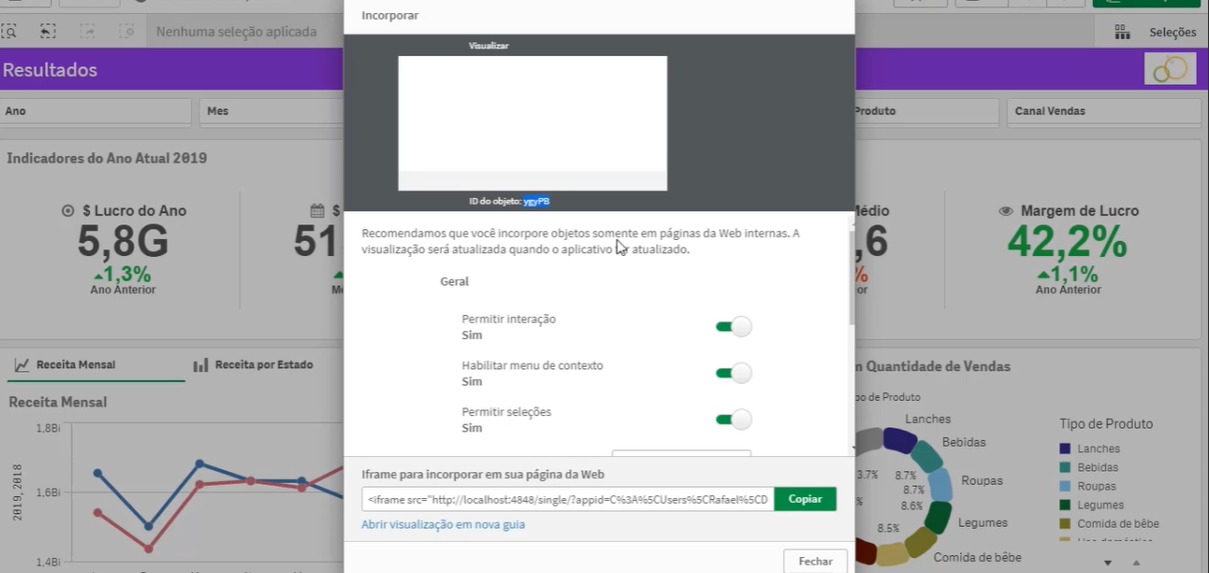 Incorporar
Nenhuma seleção aplicada
Seleções
Visualizar
Resultados
Ano
Mes
Produto
Canal Vendas
Indicadores do Ano Atual 2019
ID do objeto: ygyPB
$ Lucro do Ano
5,8G
1,3%
Ano Anterior
$
51
Médio
,6
%
Margem de Lucro
42,2%
1,1%
Ano Anterior
Recomendamos que você incorpore objetos somente em páginas da Web internas. A
visualização será atualizada quando o aplicativo for atualizado.
Geral
Permitir interação
Sim
Habilitar menu de contexto
Sim
Permitir seleções
Sim
Receita Mensal
Receita por Estado
Receita Mensal
1,8Bi
1,6Bi
1,4Bi
2019, 2018
Quantidade de Vendas
Tipo de Produto
Lanches
Bebidas
Roupas
Legumes
Comida de bêbe
3.7%
8.7%
8.7%
8.6%
8.5%
Lanches
Bebidas
Roupas
Legumes
Comida de bêbe
Iframe para incorporar em sua página da Web
<iframe src="http://localhost:4848/single/?appid=C%3A%5CUsers%5CRafael%5CD
Copiar
Abrir visualização em nova guia
Fechar